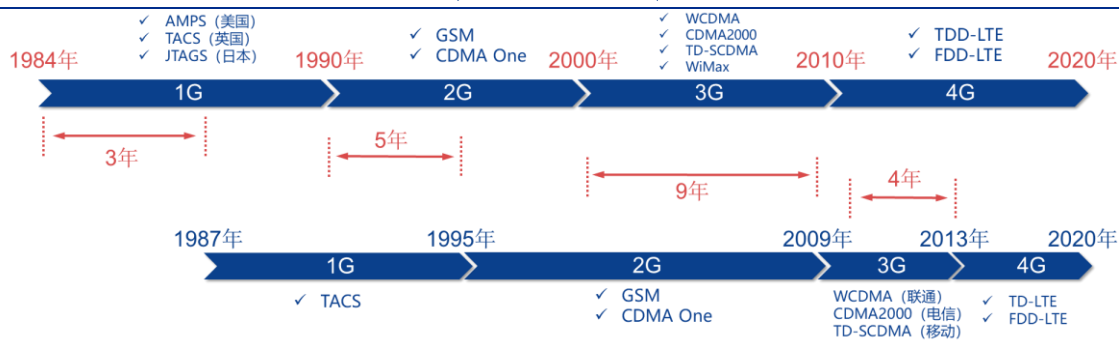 ✓ AMPS（美国）
✓ TACS（英国）
✓ JTAGS（日本）
✓ GSM
✓ CDMA One
✓ WCDMA
✓ CDMA2000
✓ TD-SCDMA
✓ WiMax
✓ TDD-LTE
✓ FDD-LTE
1984年 1990年 2000年 2010年 2020年
1G 2G 3G 4G
3年 5年 9年 4年
1987年 1995年 2009年 2013年 2020年
1G 2G 3G 4G
✓ TACS
✓ GSM
✓ CDMA One
WCDMA（联通）
CDMA2000（电信）
TD-SCDMA（移动）
✓ TD-LTE
✓ FDD-LTE